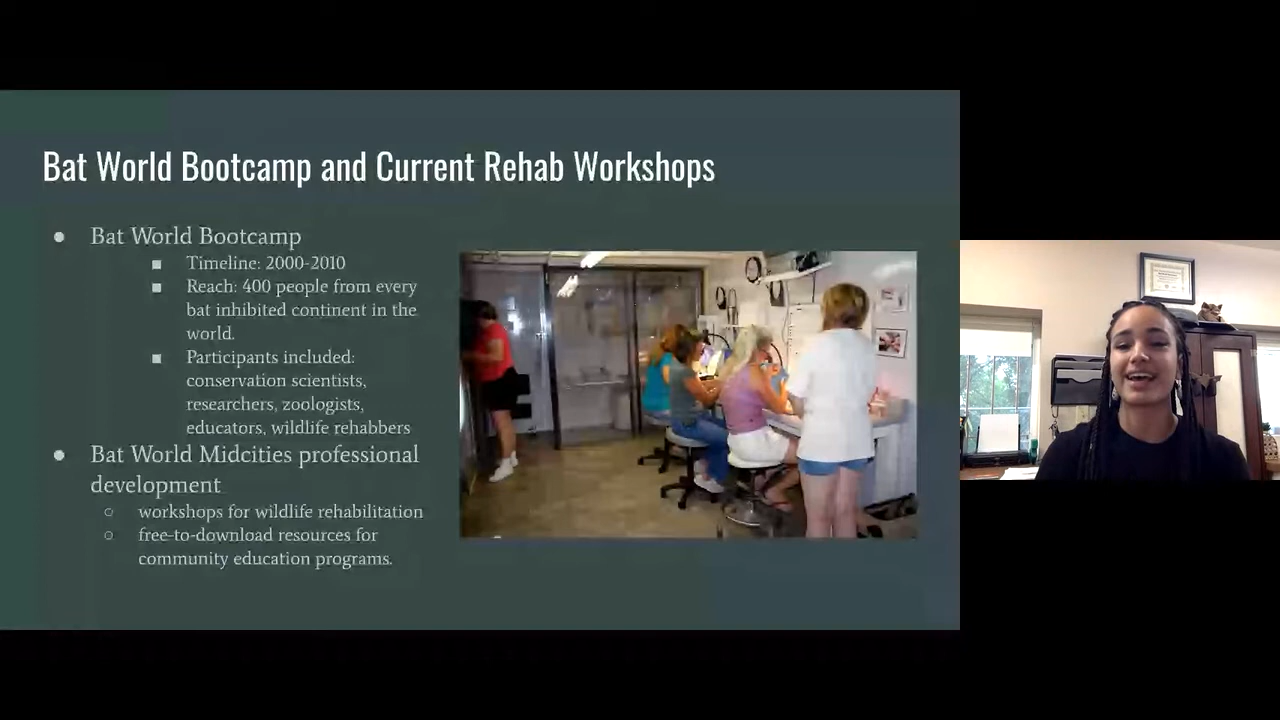 Bat World Bootcamp and Current Rehab Workshops
● Bat World Bootcamp
■ Timeline: 2000-2010
■ Reach: 400 people from every
bat inhibited continent in the
world.
■ Participants included:
conservation scientists,
researchers, zoologists,
educators, wildlife rehabbers
● Bat World Midcities professional
development
○ workshops for wildlife rehabilitation
○ free-to-download resources for
community education programs.